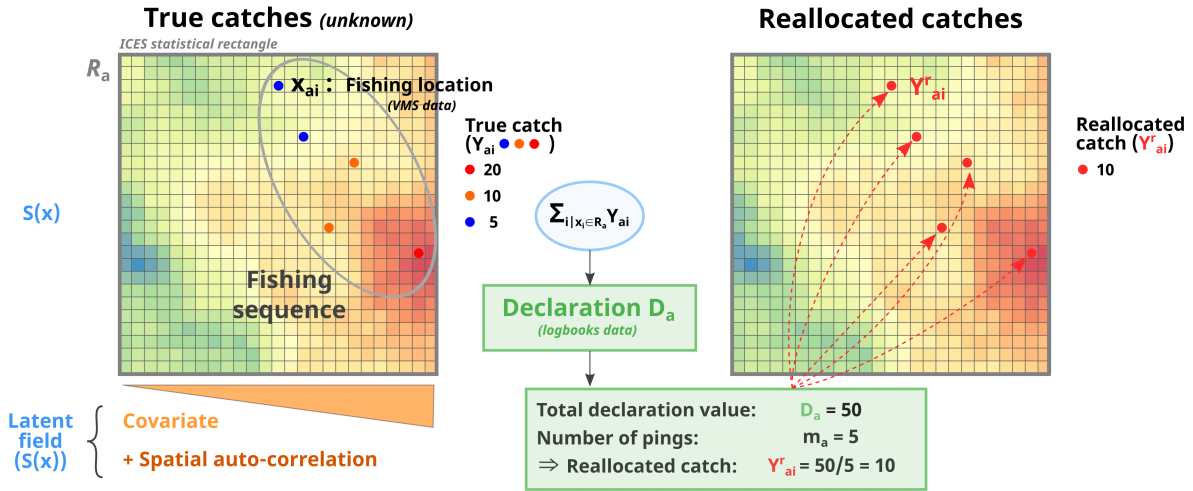 True catches (unknown)
ICES statistical rectangle
Rₐ
xₐᵢ : Fishing location
(VMS data)
True catch
(Yₐᵢ )
20
10
5
S(x)
Fishing
sequence
Σᵢ|ₓᵢ∈Rₐ Yₐᵢ
Declaration Dₐ
(logbooks data)
Reallocated catches
Yʳₐᵢ
Reallocated
catch (Yʳₐᵢ)
10
Latent
field
(S(x))
Covariate
+ Spatial auto-correlation
Total declaration value: Dₐ = 50
Number of pings: mₐ = 5
⇒ Reallocated catch: Yʳₐᵢ = 50/5 = 10